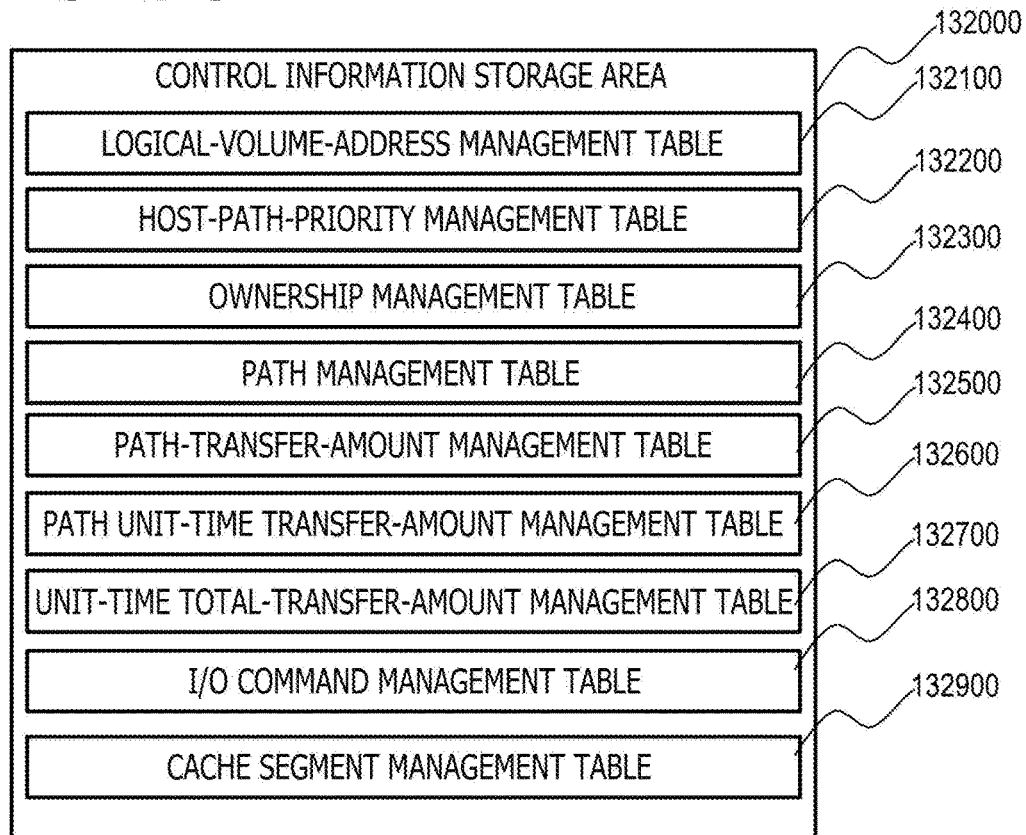 132000
CONTROL INFORMATION STORAGE AREA
132100
LOGICAL-VOLUME-ADDRESS MANAGEMENT TABLE
132200
HOST-PATH-PRIORITY MANAGEMENT TABLE
132300
OWNERSHIP MANAGEMENT TABLE
132400
PATH MANAGEMENT TABLE
132500
PATH-TRANSFER-AMOUNT MANAGEMENT TABLE
132600
PATH UNIT-TIME TRANSFER-AMOUNT MANAGEMENT TABLE
132700
UNIT-TIME TOTAL-TRANSFER-AMOUNT MANAGEMENT TABLE
132800
I/O COMMAND MANAGEMENT TABLE
132900
CACHE SEGMENT MANAGEMENT TABLE